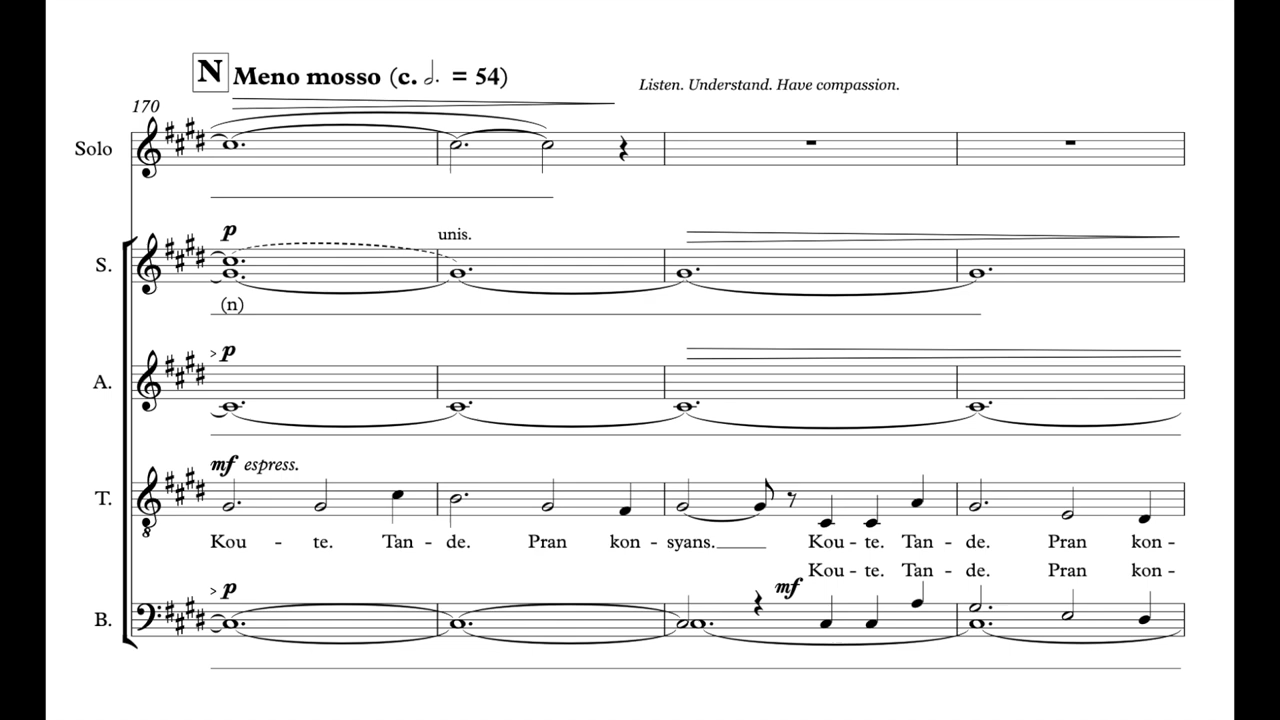 N Meno mosso (c. 𝅗𝅥. = 54)
Listen. Understand. Have compassion.
170
Solo
p
unis.
S.
(n)
p
A.
mf espress.
T.
Kou - te. Tan - de. Pran kon - syans. Kou - te. Tan - de. Pran kon -
Kou - te. Tan - de. Pran kon -
p
mf
B.